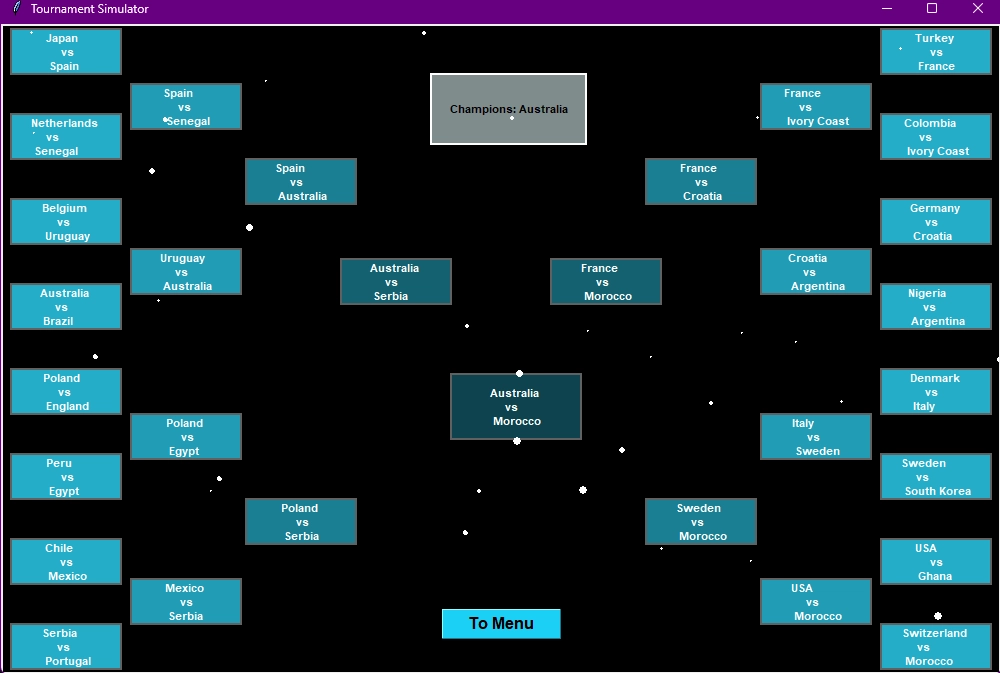 Tournament Simulator
Japan
vs
Spain
Netherlands
vs
Senegal
Belgium
vs
Uruguay
Australia
vs
Brazil
Poland
vs
England
Peru
vs
Egypt
Chile
vs
Mexico
Serbia
vs
Portugal
Spain
vs
Senegal
Uruguay
vs
Australia
Poland
vs
Egypt
Mexico
vs
Serbia
Spain
vs
Australia
Poland
vs
Serbia
Australia
vs
Serbia
Champions: Australia
Australia
vs
Morocco
To Menu
France
vs
Morocco
France
vs
Croatia
Sweden
vs
Morocco
France
vs
Ivory Coast
Croatia
vs
Argentina
Italy
vs
Sweden
USA
vs
Morocco
Turkey
vs
France
Colombia
vs
Ivory Coast
Germany
vs
Croatia
Nigeria
vs
Argentina
Denmark
vs
Italy
Sweden
vs
South Korea
USA
vs
Ghana
Switzerland
vs
Morocco